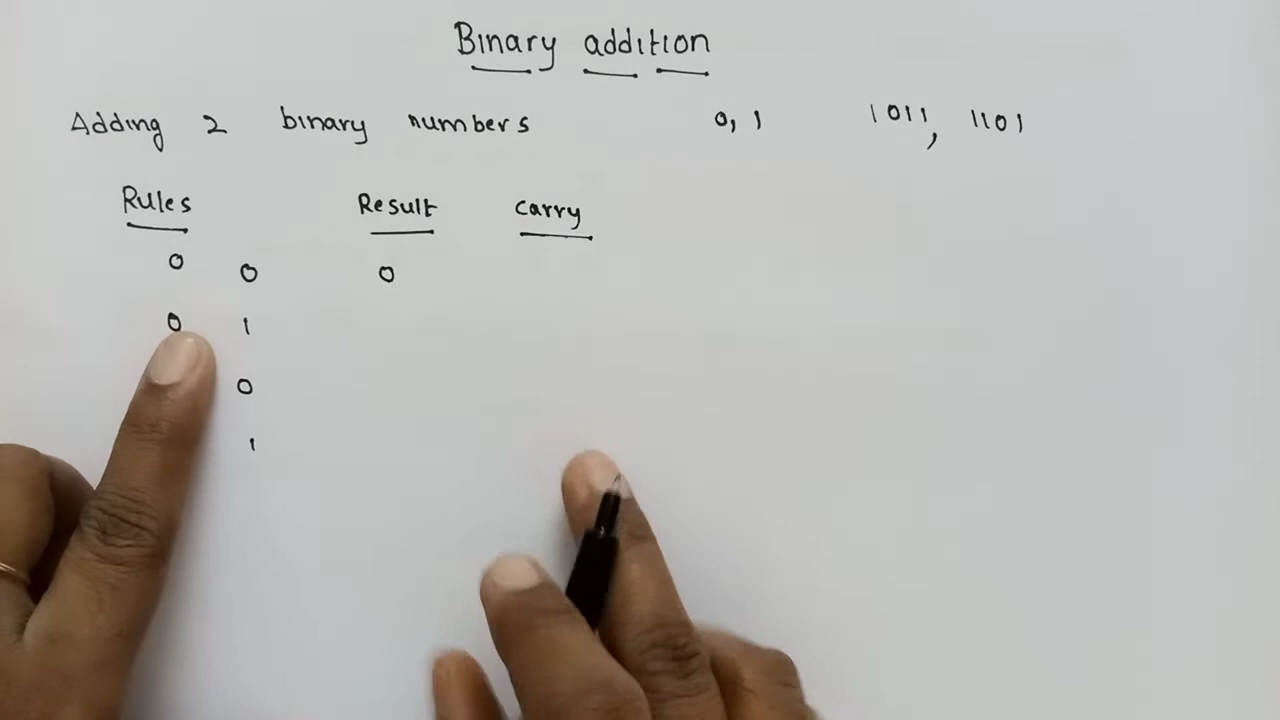 Binary addition
Adding 2 binary numbers 0, 1 1011, 1101
Rules Result Carry
0 0 0
0 1
0
1